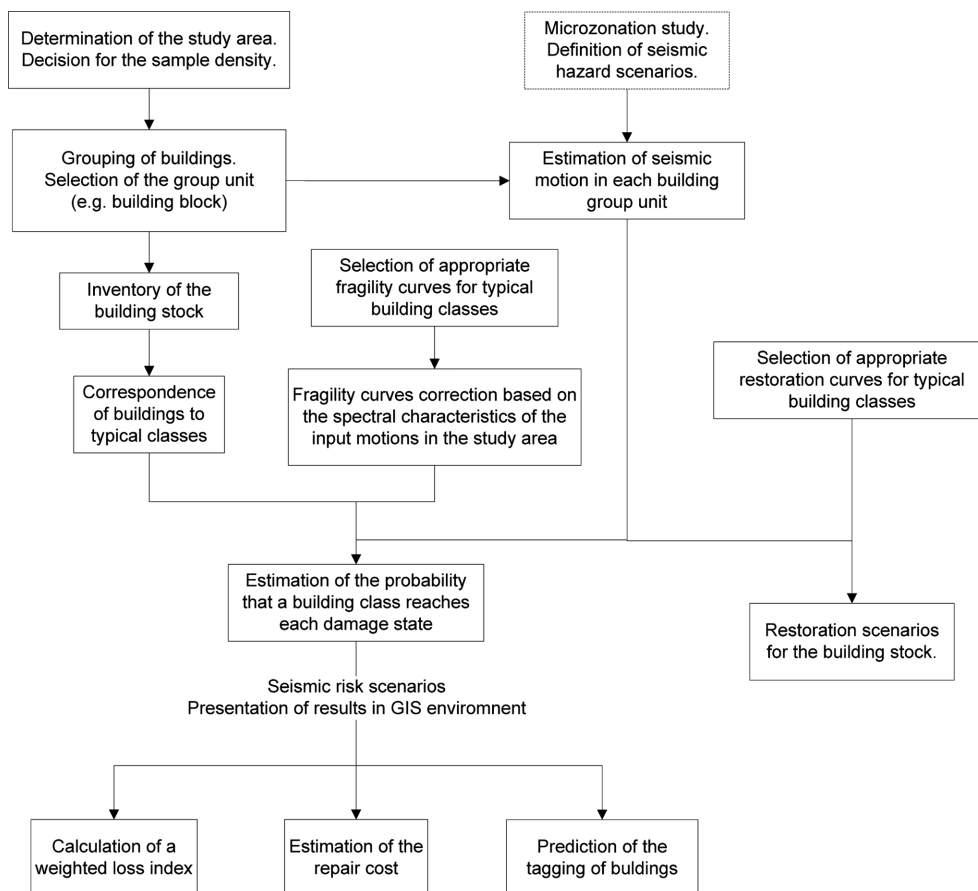 Determination of the study area.
Decision for the sample density.
Microzonation study.
Definition of seismic
hazard scenarios.
Grouping of buildings.
Selection of the group unit
(e.g. building block)
Estimation of seismic
motion in each building
group unit
Inventory of the
building stock
Selection of appropriate
fragility curves for typical
building classes
Selection of appropriate
restoration curves for typical
building classes
Correspondence
of buildings to
typical classes
Fragility curves correction based on
the spectral characteristics of the
input motions in the study area
Estimation of the probability
that a building class reaches
each damage state
Restoration scenarios
for the building stock.
Seismic risk scenarios
Presentation of results in GIS enviromnent
Calculation of a
weighted loss index
Estimation of the
repair cost
Prediction of the
tagging of buldings